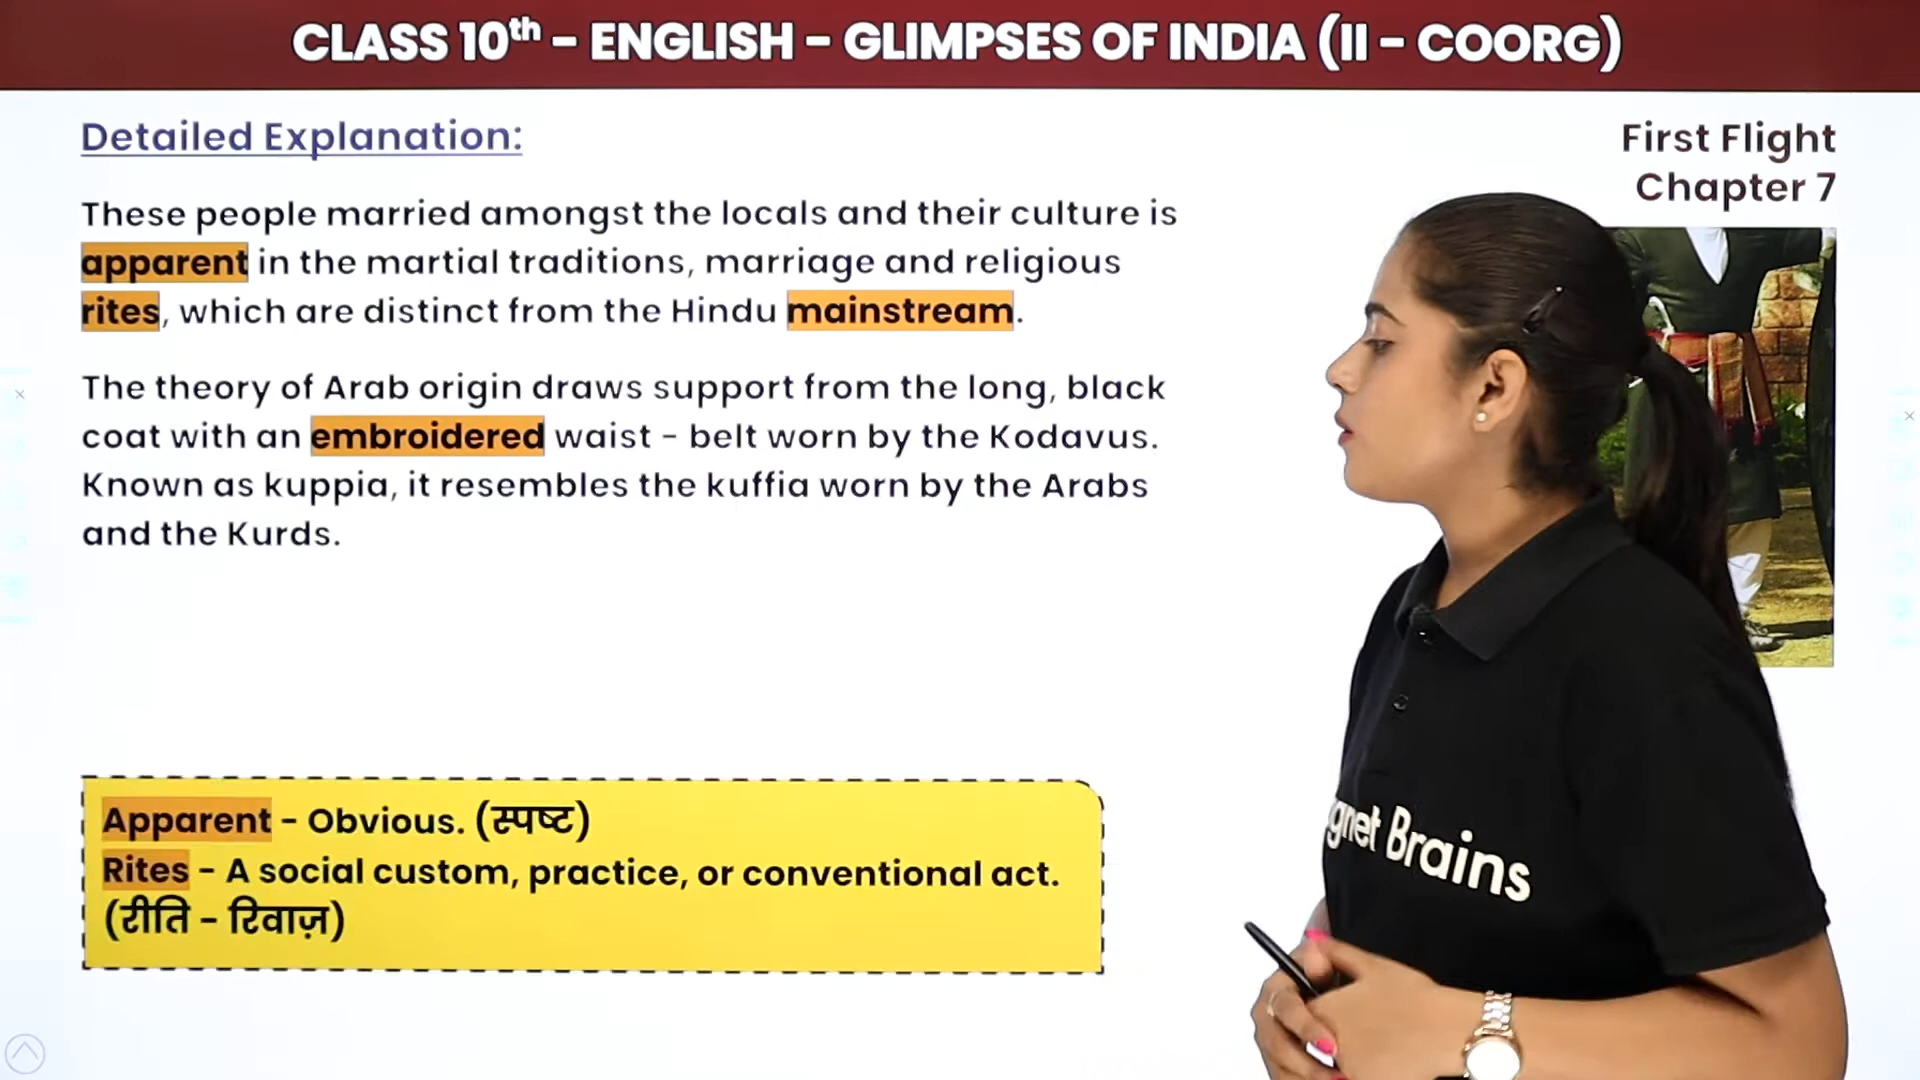 CLASS 10th – ENGLISH – GLIMPSES OF INDIA (II – COORG)
Detailed Explanation:
First Flight
Chapter 7
These people married amongst the locals and their culture is
apparent in the martial traditions, marriage and religious
rites, which are distinct from the Hindu mainstream.
The theory of Arab origin draws support from the long, black
coat with an embroidered waist – belt worn by the Kodavus.
Known as kuppia, it resembles the kuffia worn by the Arabs
and the Kurds.
Apparent – Obvious. (स्पष्ट)
Rites – A social custom, practice, or conventional act.
(रीति – रिवाज़)
gnet Brains